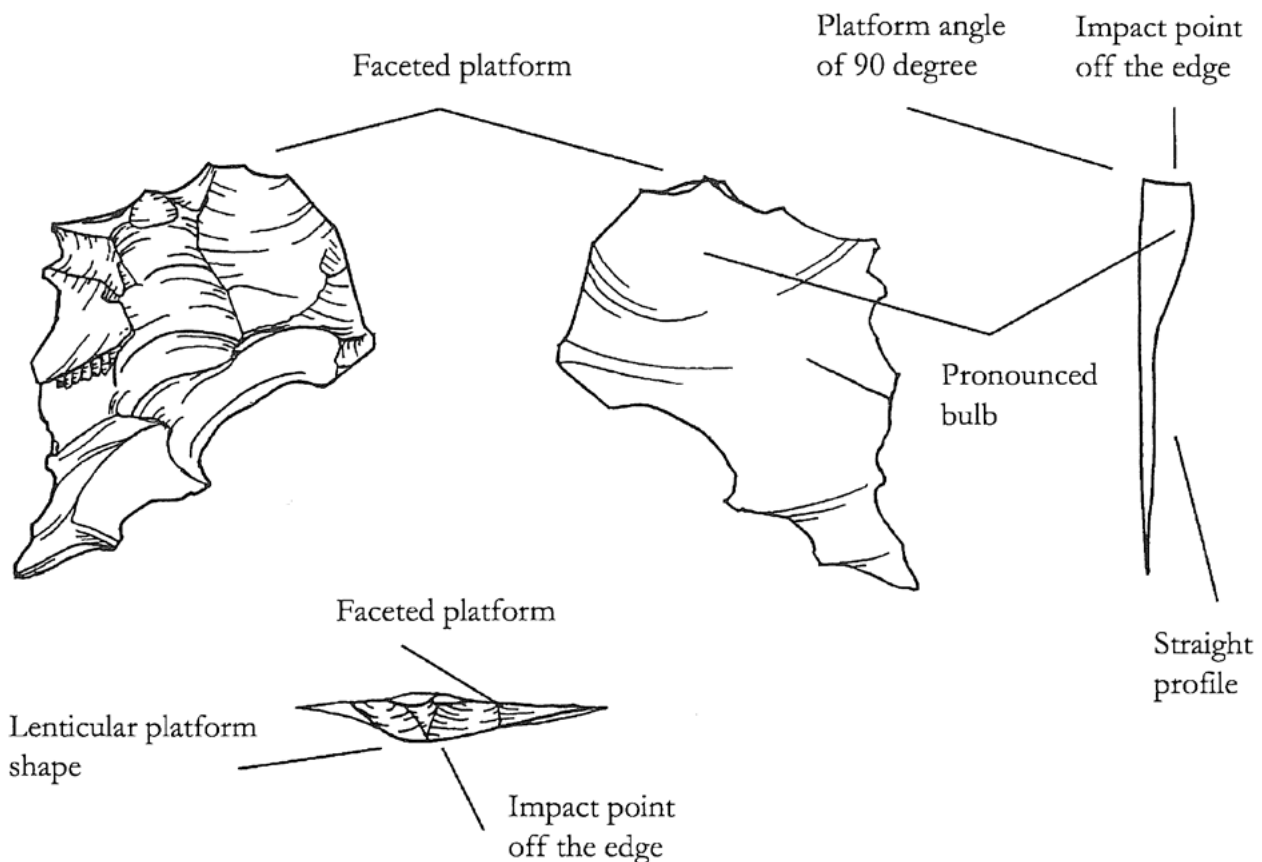 Faceted platform
Platform angle
of 90 degree
Impact point
off the edge
Pronounced
bulb
Straight
profile
Faceted platform
Lenticular platform
shape
Impact point
off the edge